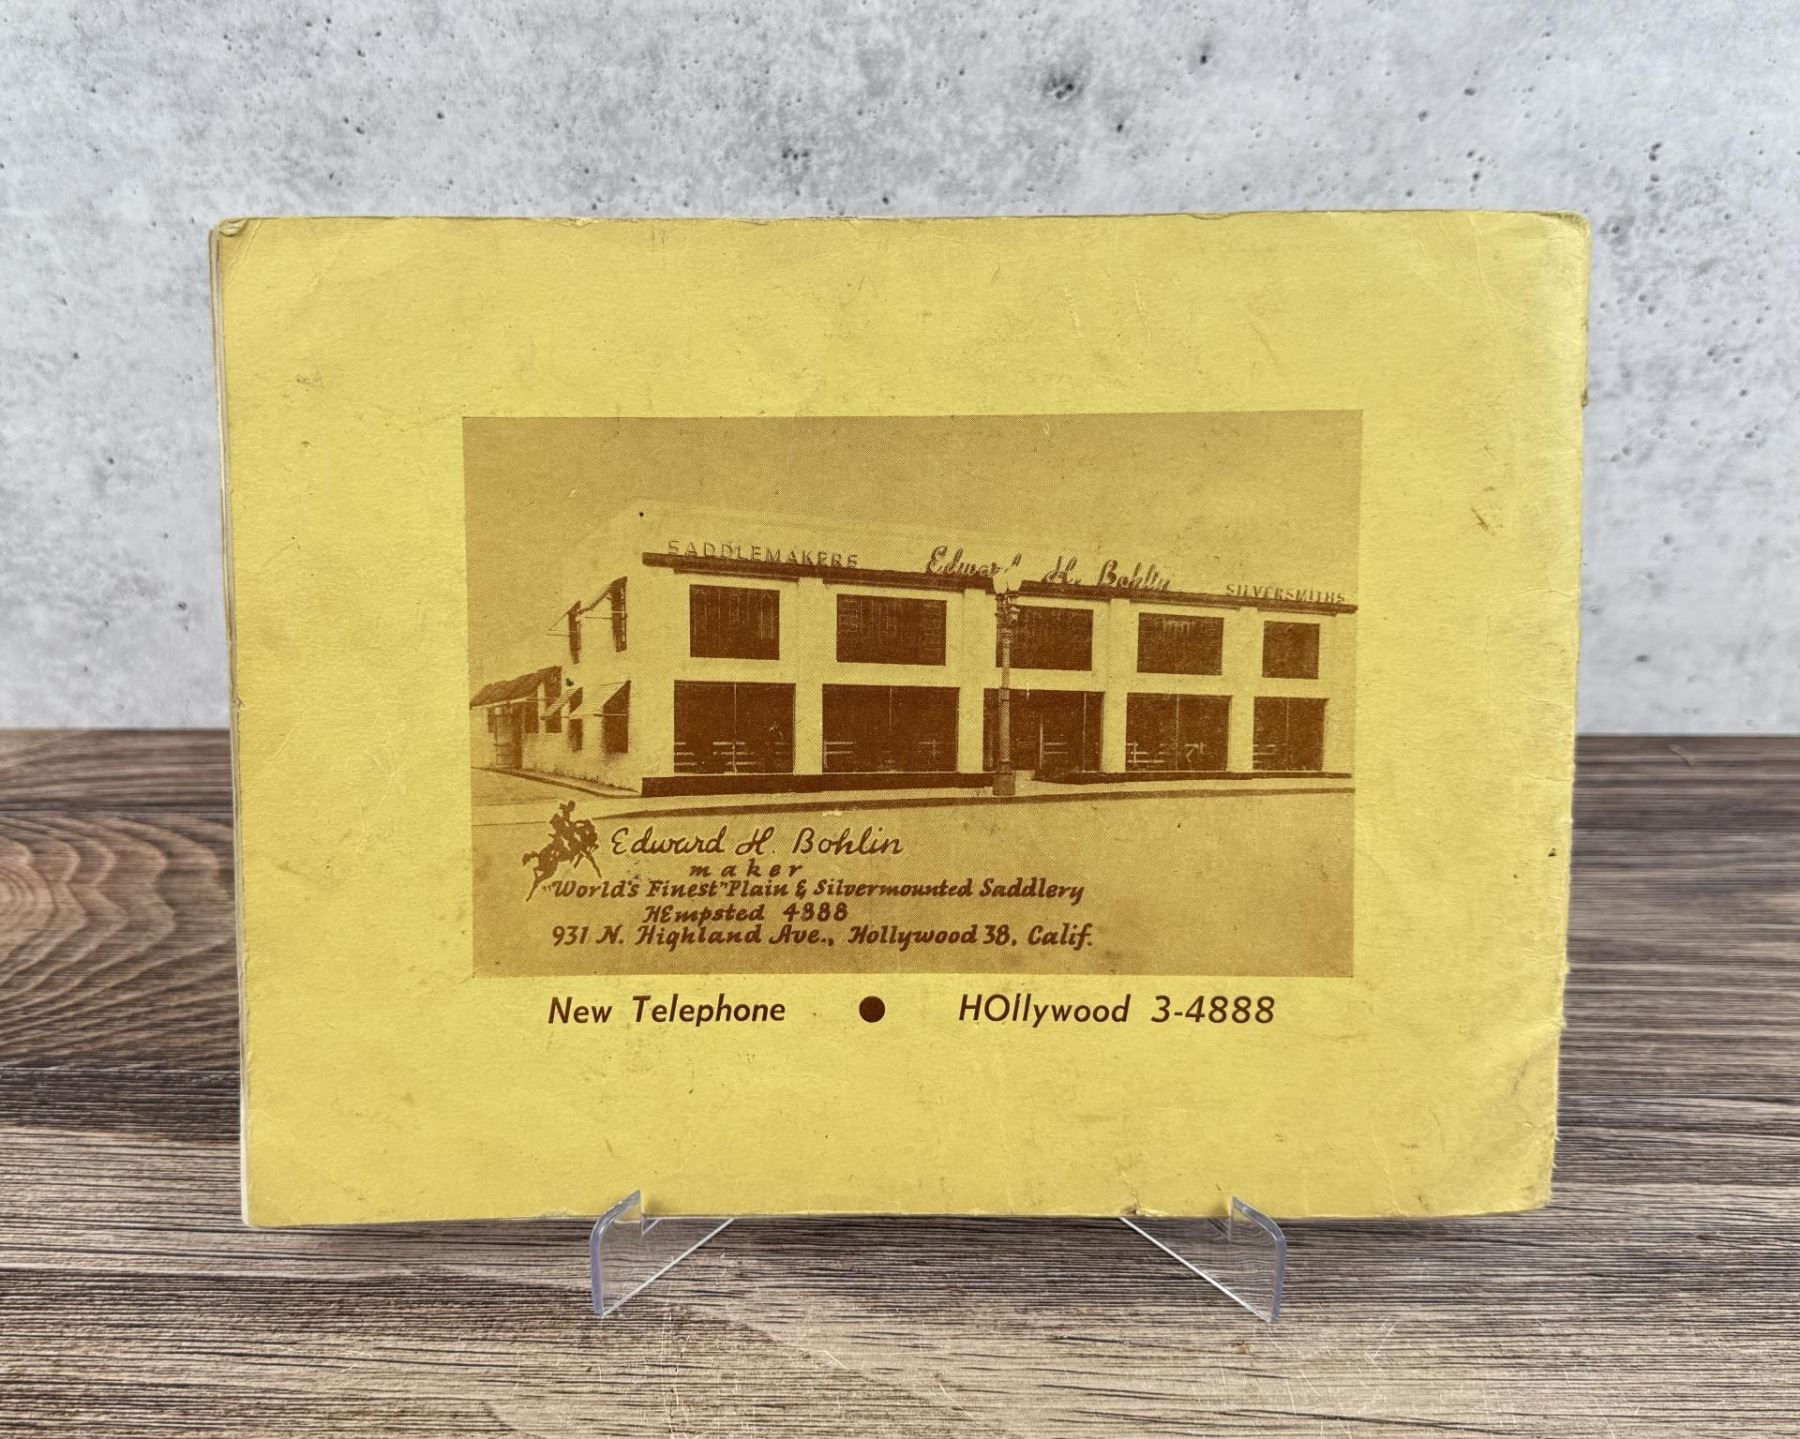 SADDLEMAKERS Edward H. Bohlin SILVERSMITHS
Edward H. Bohlin
maker
"World's Finest" Plain & Silvermounted Saddlery
HEmpsted 4888
931 N. Highland Ave., Hollywood 38, Calif.
New Telephone ● HOllywood 3-4888